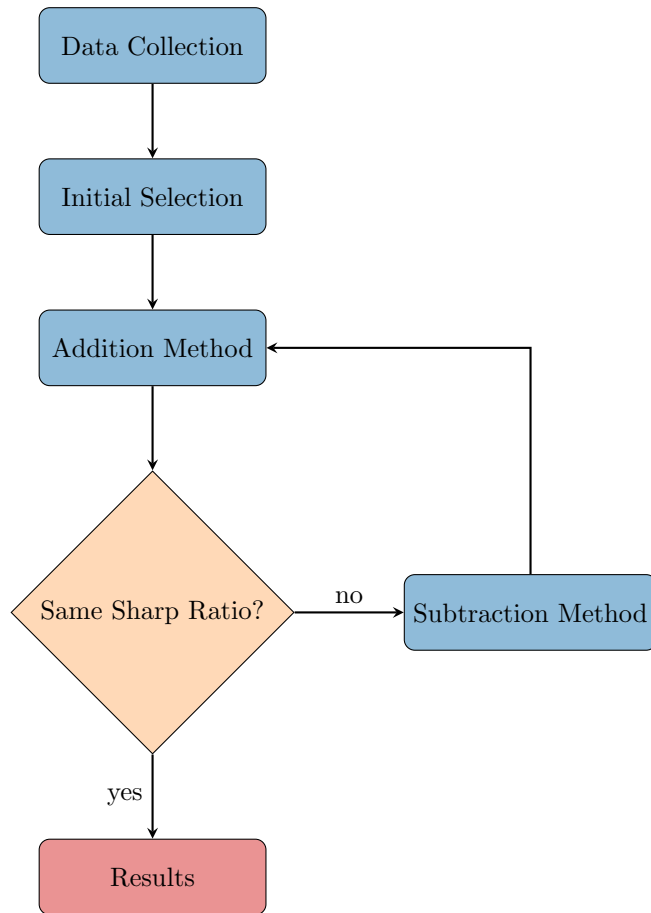 Data Collection
Initial Selection
Addition Method
Same Sharp Ratio?
no
Subtraction Method
yes
Results